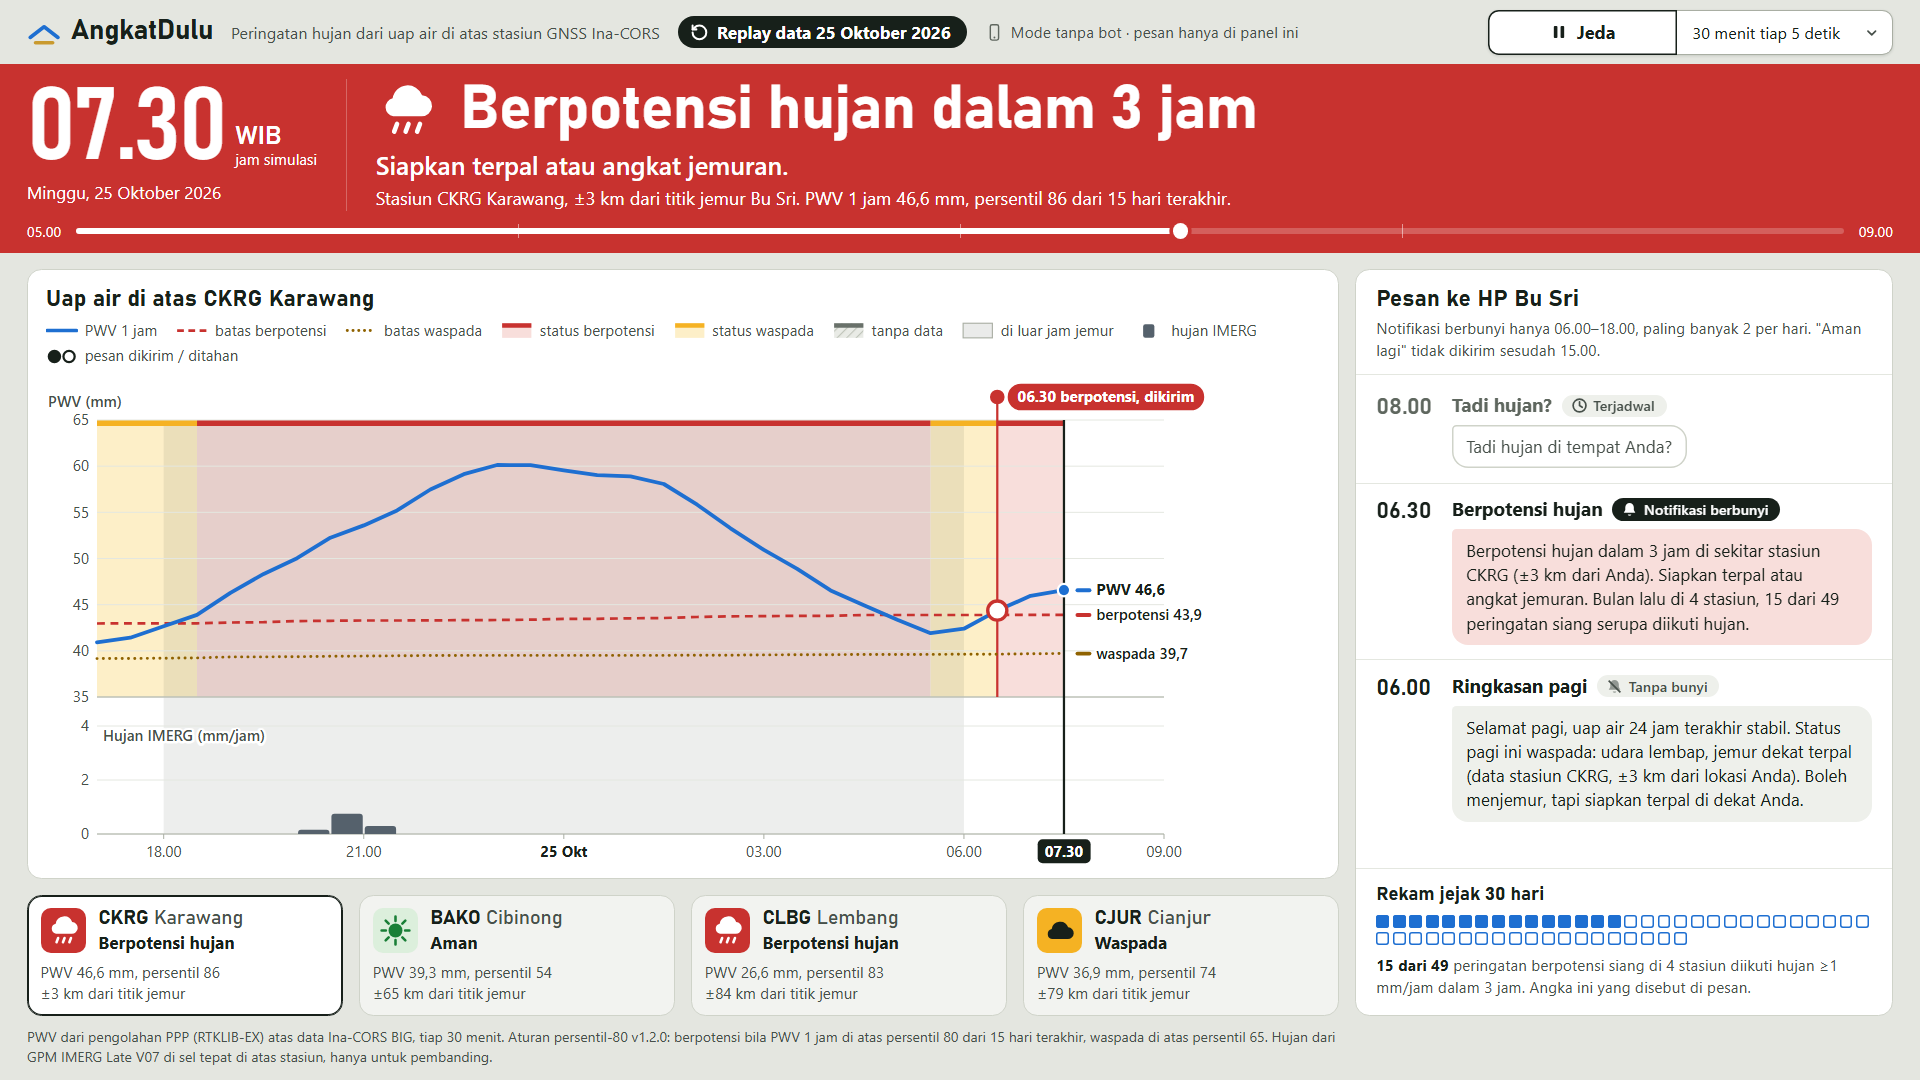 AngkatDulu
Peringatan hujan dari uap air di atas stasiun GNSS Ina-CORS
Replay data 25 Oktober 2026
Mode tanpa bot · pesan hanya di panel ini
Jeda
30 menit tiap 5 detik
07.30 WIB
jam simulasi
Minggu, 25 Oktober 2026
Berpotensi hujan dalam 3 jam
Siapkan terpal atau angkat jemuran.
Stasiun CKRG Karawang, ±3 km dari titik jemur Bu Sri. PWV 1 jam 46,6 mm, persentil 86 dari 15 hari terakhir.
05.00
09.00
Uap air di atas CKRG Karawang
PWV 1 jam
batas berpotensi
batas waspada
status berpotensi
status waspada
tanpa data
di luar jam jemur
hujan IMERG
pesan dikirim / ditahan
PWV (mm)
06.30 berpotensi, dikirim
65
60
55
50
45
40
35
PWV 46,6
berpotensi 43,9
waspada 39,7
4
Hujan IMERG (mm/jam)
2
0
18.00
21.00
25 Okt
03.00
06.00
07.30
09.00
Pesan ke HP Bu Sri
Notifikasi berbunyi hanya 06.00–18.00, paling banyak 2 per hari. "Aman
lagi" tidak dikirim sesudah 15.00.
08.00
Tadi hujan?
Terjadwal
Tadi hujan di tempat Anda?
06.30
Berpotensi hujan
Notifikasi berbunyi
Berpotensi hujan dalam 3 jam di sekitar stasiun
CKRG (±3 km dari Anda). Siapkan terpal atau
angkat jemuran. Bulan lalu di 4 stasiun, 15 dari 49
peringatan siang serupa diikuti hujan.
06.00
Ringkasan pagi
Tanpa bunyi
Selamat pagi, uap air 24 jam terakhir stabil. Status
pagi ini waspada: udara lembap, jemur dekat terpal
(data stasiun CKRG, ±3 km dari lokasi Anda). Boleh
menjemur, tapi siapkan terpal di dekat Anda.
Rekam jejak 30 hari
15 dari 49 peringatan berpotensi siang di 4 stasiun diikuti hujan ≥1
mm/jam dalam 3 jam. Angka ini yang disebut di pesan.
CKRG Karawang
Berpotensi hujan
PWV 46,6 mm, persentil 86
±3 km dari titik jemur
BAKO Cibinong
Aman
PWV 39,3 mm, persentil 54
±65 km dari titik jemur
CLBG Lembang
Berpotensi hujan
PWV 26,6 mm, persentil 83
±84 km dari titik jemur
CJUR Cianjur
Waspada
PWV 36,9 mm, persentil 74
±79 km dari titik jemur
PWV dari pengolahan PPP (RTKLIB-EX) atas data Ina-CORS BIG, tiap 30 menit. Aturan persentil-80 v1.2.0: berpotensi bila PWV 1 jam di atas persentil 80 dari 15 hari terakhir, waspada di atas persentil 65. Hujan dari
GPM IMERG Late V07 di sel tepat di atas stasiun, hanya untuk pembanding.